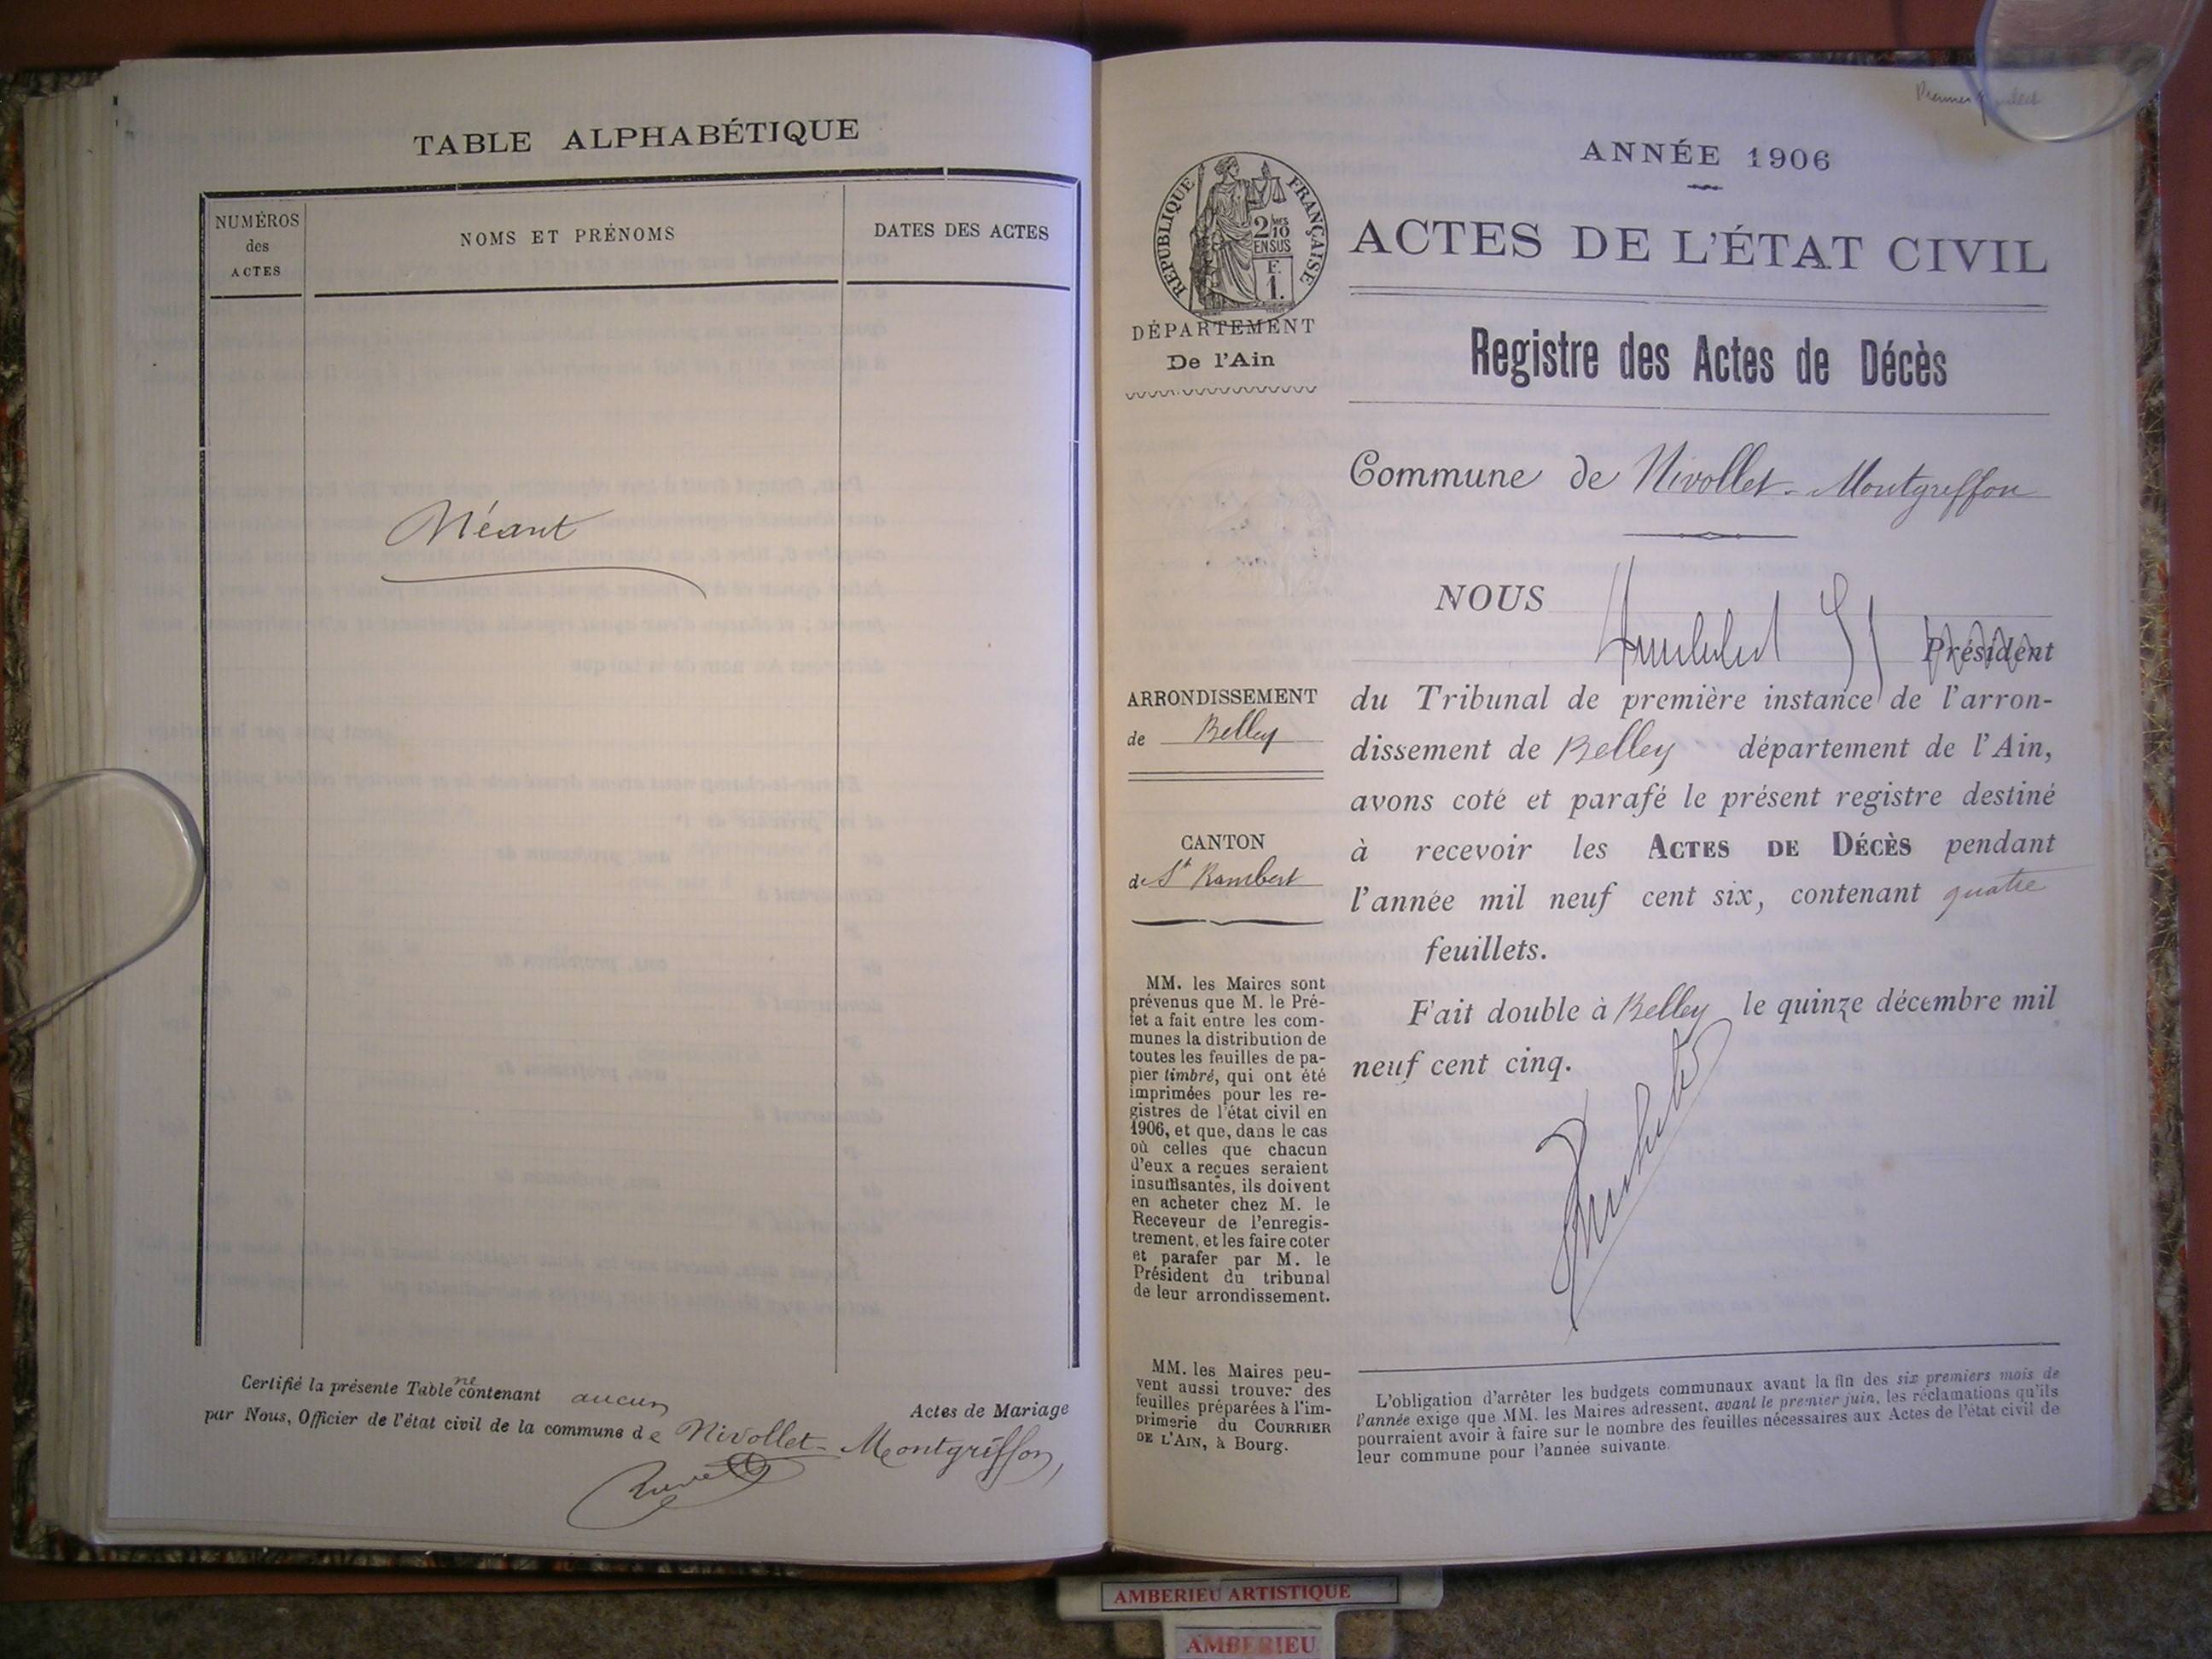 TABLE ALPHABÉTIQUE
NUMÉROS
des
ACTES
NOMS ET PRÉNOMS
DATES DES ACTES
Néant
Certifié la présente Table ne contenant aucun Actes de Mariage
par Nous, Officier de l'état civil de la commune de Nivollet-Montgriffon,
Premier feuillet
ANNÉE 1906
RÉPUBLIQUE FRANÇAISE
2/10
EN SUS
F.
1.
ACTES DE L'ÉTAT CIVIL
DÉPARTEMENT
De l'Ain
Registre des Actes de Décès
Commune de Nivollet-Montgreffon
NOUS
Président
ARRONDISSEMENT
de Belley
CANTON
de St Rambert
du Tribunal de première instance de l'arron-
dissement de Belley département de l'Ain,
avons coté et parafé le présent registre destiné
à recevoir les ACTES DE DÉCÈS pendant
l'année mil neuf cent six, contenant quatre
feuillets.
Fait double à Belley le quinze décembre mil
neuf cent cinq.
MM. les Maires sont
prévenus que M. le Pré-
fet a fait entre les com-
munes la distribution de
toutes les feuilles de pa-
pier timbré, qui ont été
imprimées pour les re-
gistres de l'état civil en
1906, et que, dans le cas
où celles que chacun
d'eux a reçues seraient
insuffisantes, ils doivent
en acheter chez M. le
Receveur de l'enregis-
trement, et les faire coter
et parafer par M. le
Président du tribunal
de leur arrondissement.
MM. les Maires peu-
vent aussi trouver des
feuilles préparées à l'im-
primerie du COURRIER
DE L'AIN, à Bourg.
L'obligation d'arrêter les budgets communaux avant la fin des six premiers mois de
l'année exige que MM. les Maires adressent, avant le premier juin, les réclamations qu'ils
pourraient avoir à faire sur le nombre des feuilles nécessaires aux Actes de l'état civil de
leur commune pour l'année suivante.
AMBERIEU ARTISTIQUE
AMBERIEU